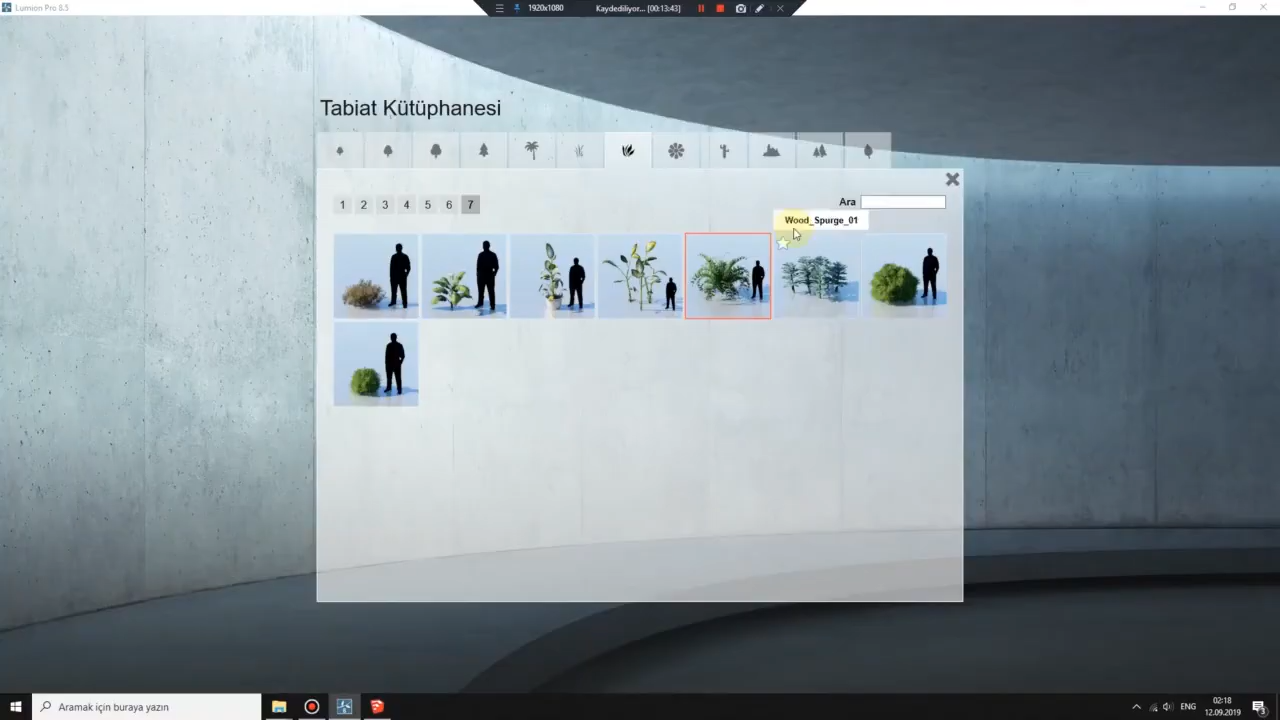 Lumion Pro 8.5
1920x1080
Kaydediliyor... [00:13:43]
Tabiat Kütüphanesi
1 2 3 4 5 6 7
Ara
Wood_Spurge_01
Aramak için buraya yazın
ENG
02:18
12.09.2019
3